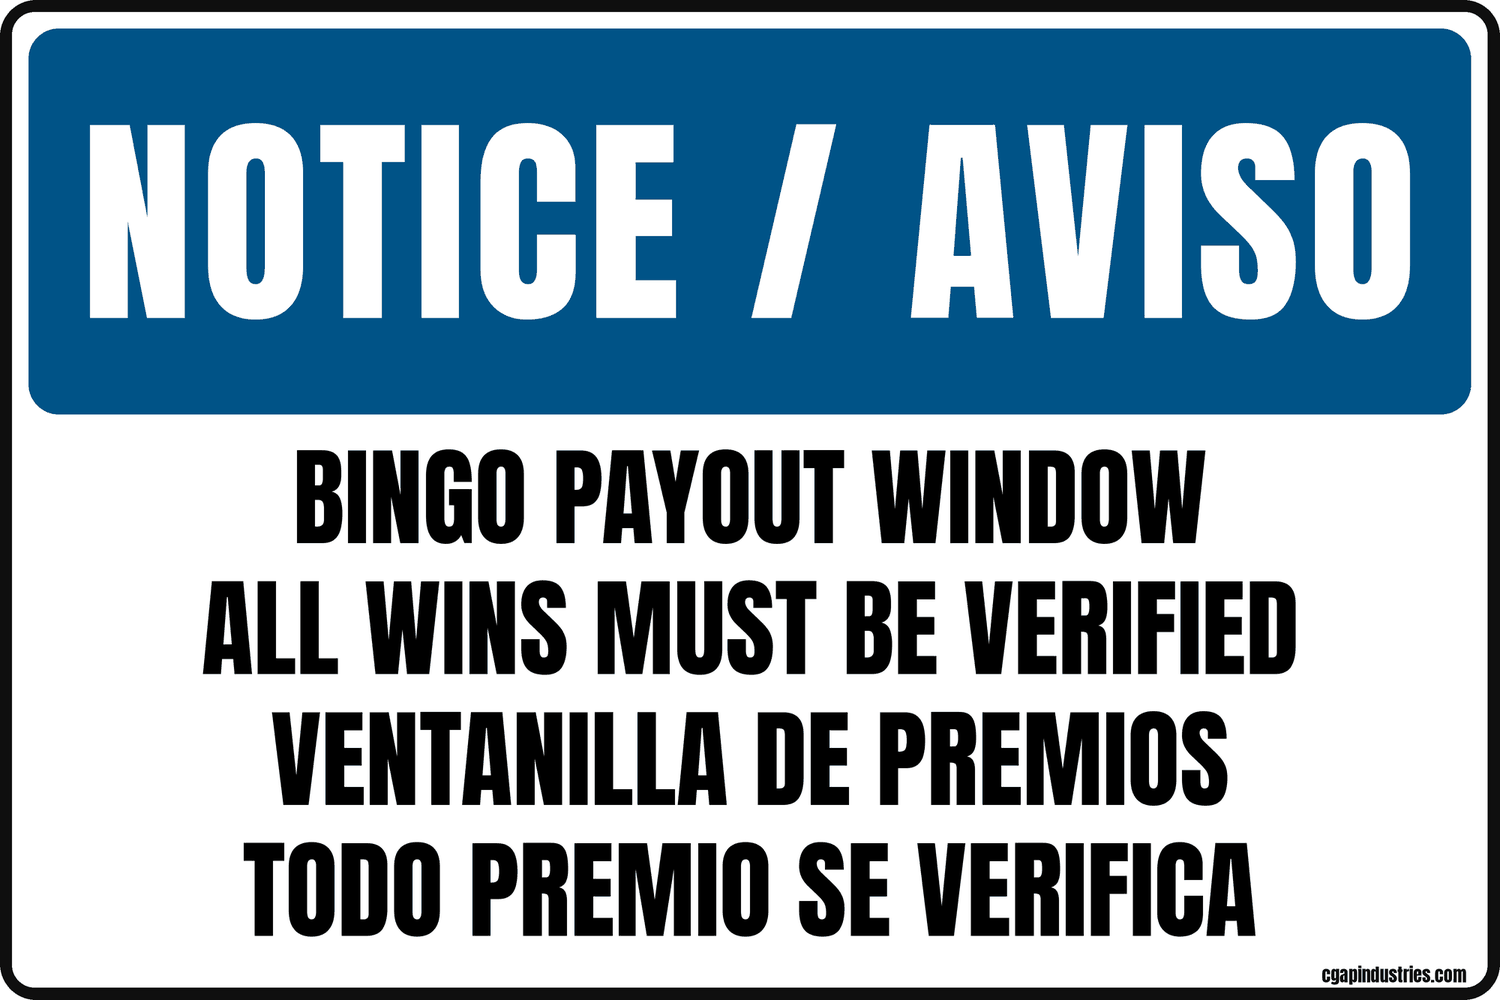 NOTICE / AVISO
BINGO PAYOUT WINDOW
ALL WINS MUST BE VERIFIED
VENTANILLA DE PREMIOS
TODO PREMIO SE VERIFICA
cgapindustries.com